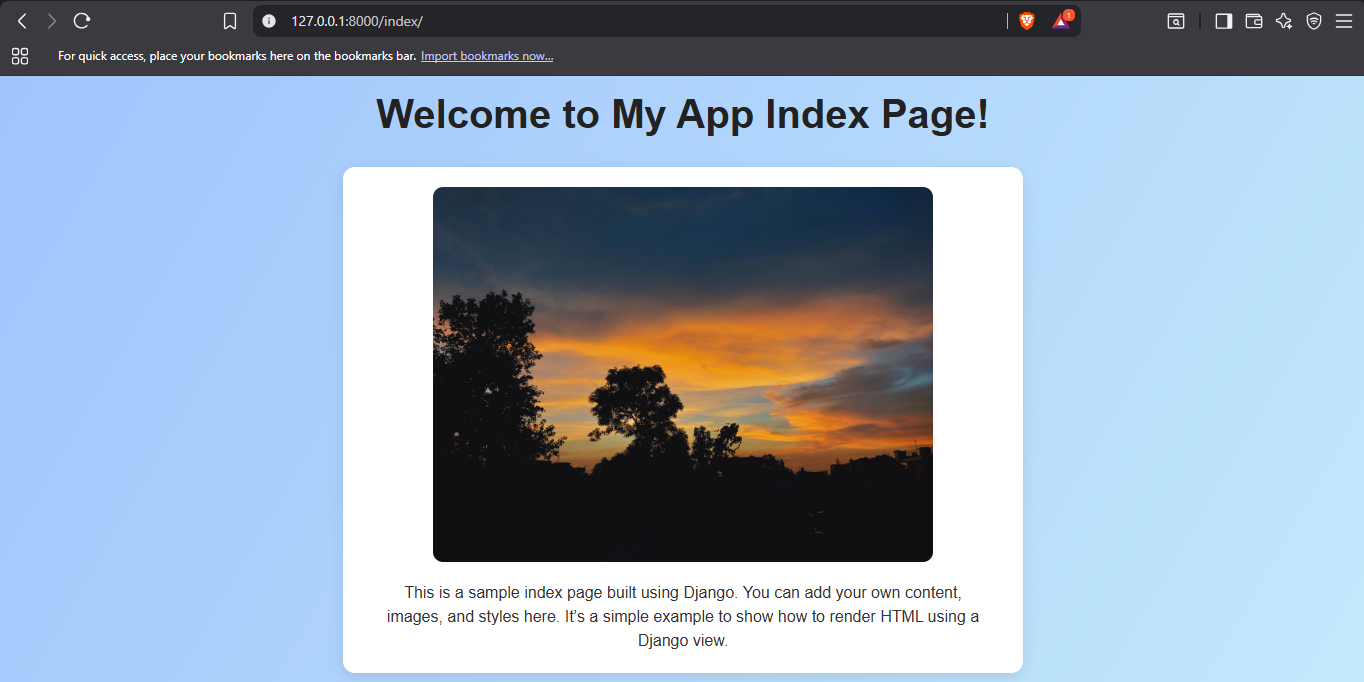 127.0.0.1:8000/index/
1
For quick access, place your bookmarks here on the bookmarks bar. Import bookmarks now...
Welcome to My App Index Page!
This is a sample index page built using Django. You can add your own content,
images, and styles here. It’s a simple example to show how to render HTML using a
Django view.